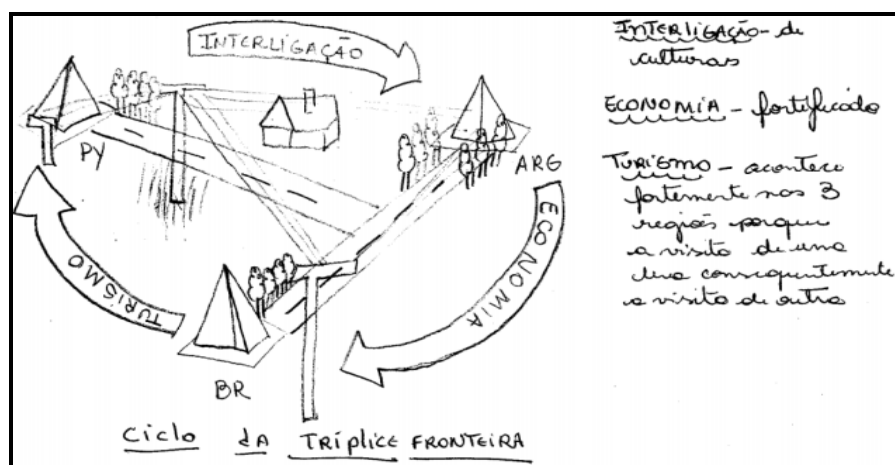 INTERLIGAÇÃO
PY
ARG
ECONOMIA
TURISMO
BR
Ciclo dA TRíplice FRONTEIRA
INTERLIGAÇÃO - de
culturas
ECONOMIA - fortificada
TURISMO - acontece
fortemente nas 3
regiões porque
a visita de uma
leva consequentemente
a visita de outra